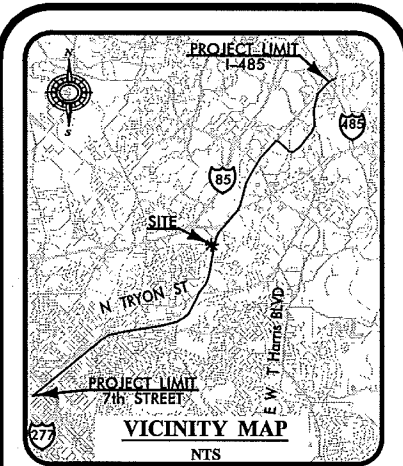 PROJECT LIMIT
I-485
N
S
485
85
SITE
N TRYON ST
E W T Harris BLVD
PROJECT LIMIT
7th STREET
277
VICINITY MAP
NTS